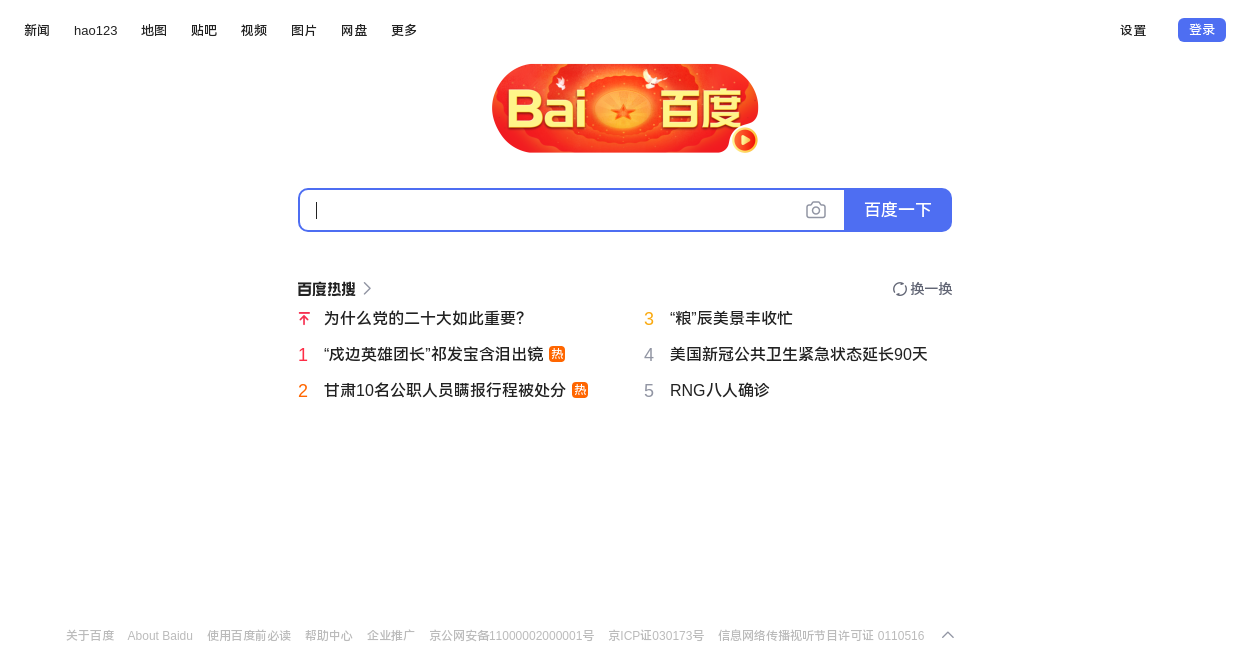 新闻 hao123 地图 贴吧 视频 图片 网盘 更多 设置 登录
Bai 百度
百度一下
百度热搜 换一换
为什么党的二十大如此重要？
3 “粮”辰美景丰收忙
1 “戍边英雄团长”祁发宝含泪出镜 热
4 美国新冠公共卫生紧急状态延长90天
2 甘肃10名公职人员瞒报行程被处分 热
5 RNG八人确诊
关于百度 About Baidu 使用百度前必读 帮助中心 企业推广 京公网安备11000002000001号 京ICP证030173号 信息网络传播视听节目许可证 0110516